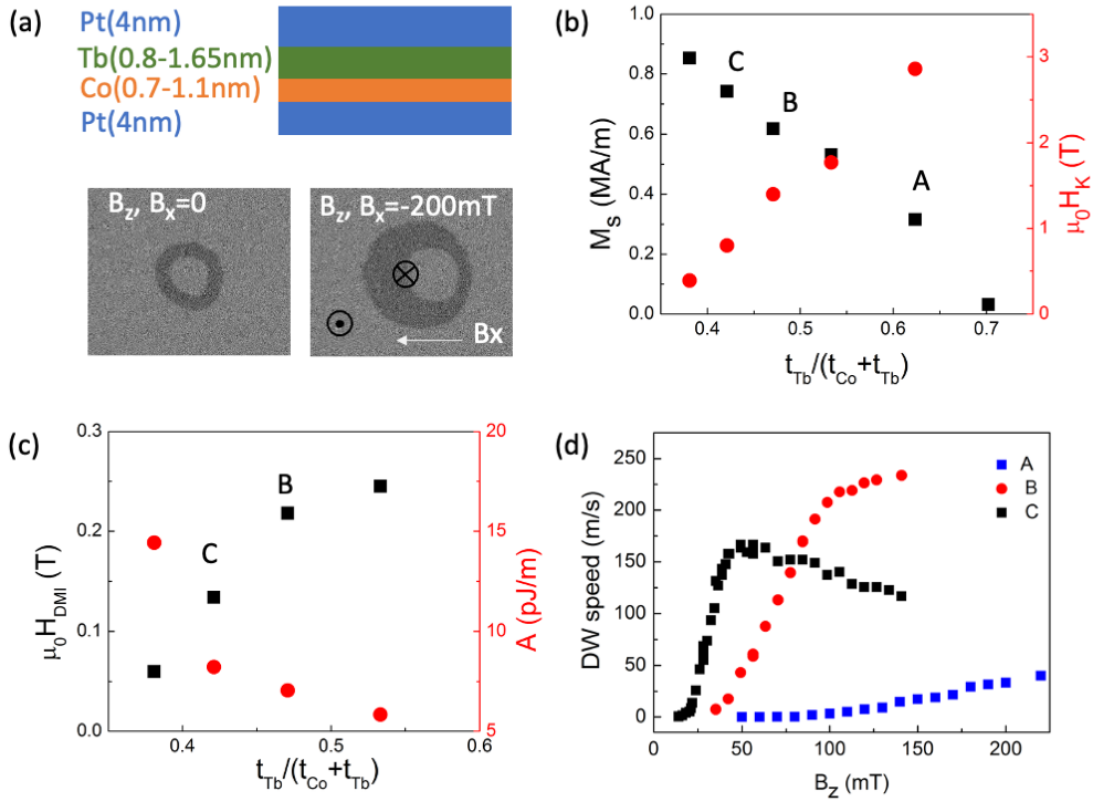 (a)
Pt(4nm)
Tb(0.8-1.65nm)
Co(0.7-1.1nm)
Pt(4nm)
B_z, B_x=0
B_z, B_x=-200mT
Bx
(b)
M_S (MA/m)
1.0
0.8
0.6
0.4
0.2
0.0
C
B
A
3
2
1
0
μ₀H_K (T)
0.4 0.5 0.6 0.7
t_Tb/(t_Co+t_Tb)
(c)
μ₀H_DMI (T)
0.3
0.2
0.1
0.0
B
C
20
15
10
5
A (pJ/m)
0.4 0.5 0.6
t_Tb/(t_Co+t_Tb)
(d)
DW speed (m/s)
250
200
150
100
50
0
A
B
C
0 50 100 150 200
B_z (mT)